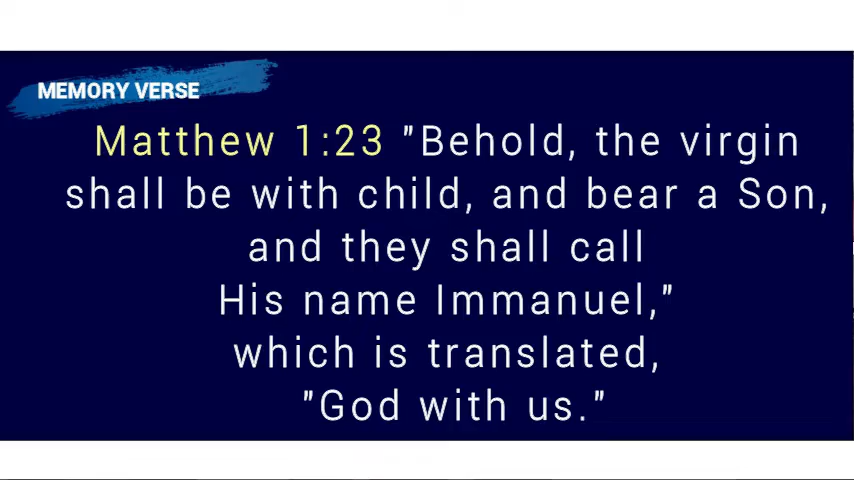 MEMORY VERSE
Matthew 1:23 "Behold, the virgin
shall be with child, and bear a Son,
and they shall call
His name Immanuel,"
which is translated,
"God with us."